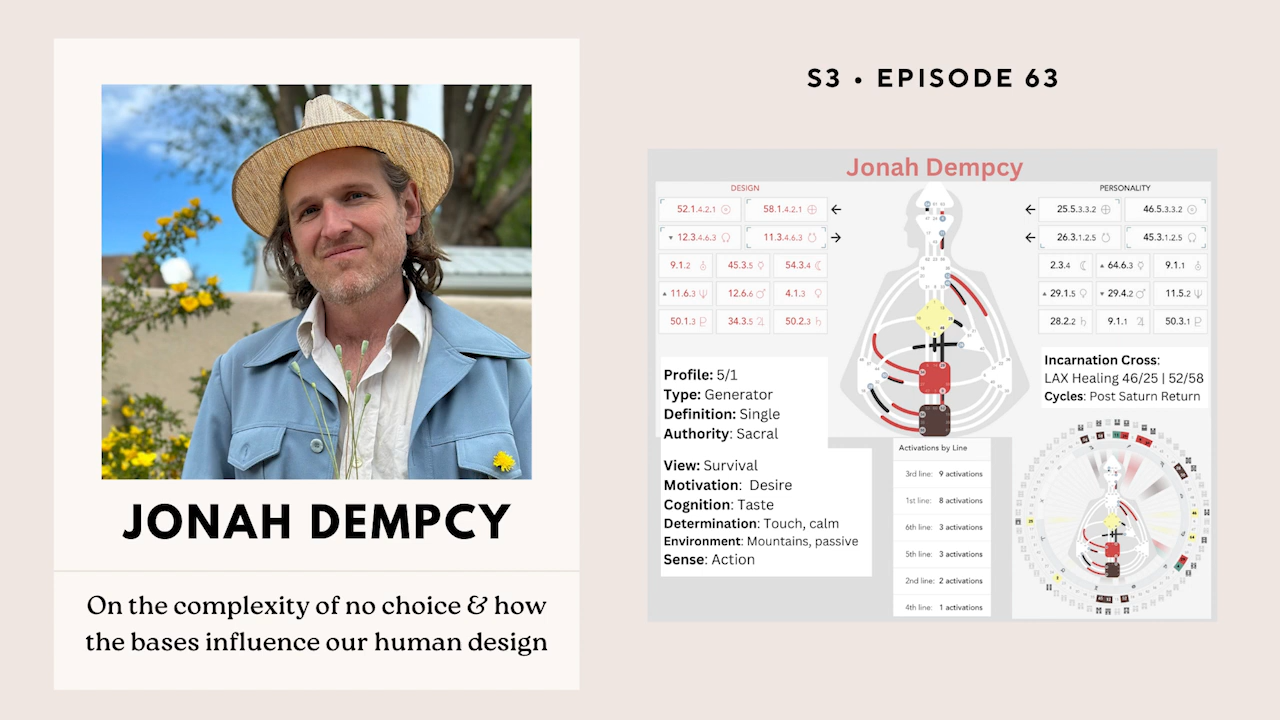 JONAH DEMPCY
On the complexity of no choice & how
the bases influence our human design
S3 • EPISODE 63
Jonah Dempcy
DESIGN
52.1.4.2.1 58.1.4.2.1
12.3.4.6.3 11.3.4.6.3
9.1.2 45.3.5 54.3.4
11.6.3 12.6.6 4.1.3
50.1.3 34.3.5 50.2.3
PERSONALITY
25.5.3.3.2 46.5.3.3.2
26.3.1.2.5 45.3.1.2.5
2.3.4 64.6.3 9.1.1
29.1.5 29.4.2 11.5.2
28.2.2 9.1.1 50.3.1
Profile: 5/1
Type: Generator
Definition: Single
Authority: Sacral
View: Survival
Motivation: Desire
Cognition: Taste
Determination: Touch, calm
Environment: Mountains, passive
Sense: Action
Incarnation Cross:
LAX Healing 46/25 | 52/58
Cycles: Post Saturn Return
Activations by Line
3rd line: 9 activations
1st line: 8 activations
6th line: 3 activations
5th line: 3 activations
2nd line: 2 activations
4th line: 1 activations